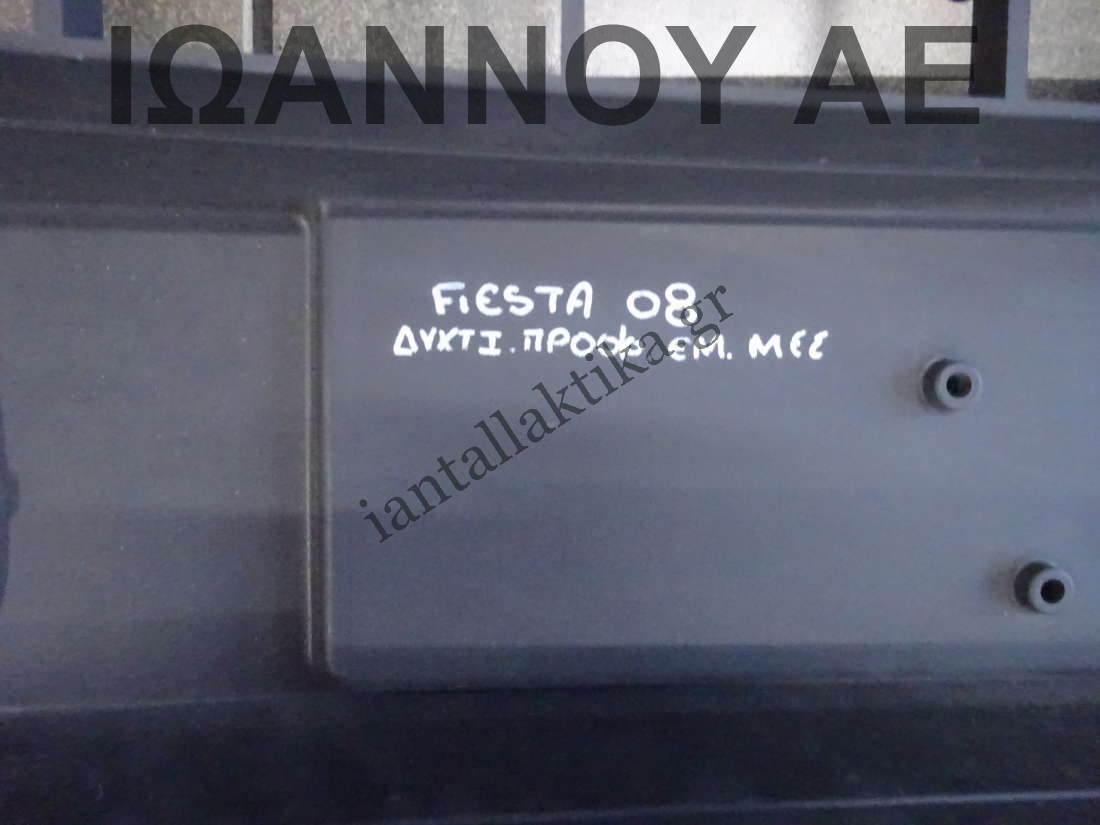 ΙΩΑΝΝΟΥ ΑΕ
FIESTA 08
ΔΥΧΤΙ.ΠΡΟΦ ΕΜ. ΜΕΣ
iantallaktika.gr